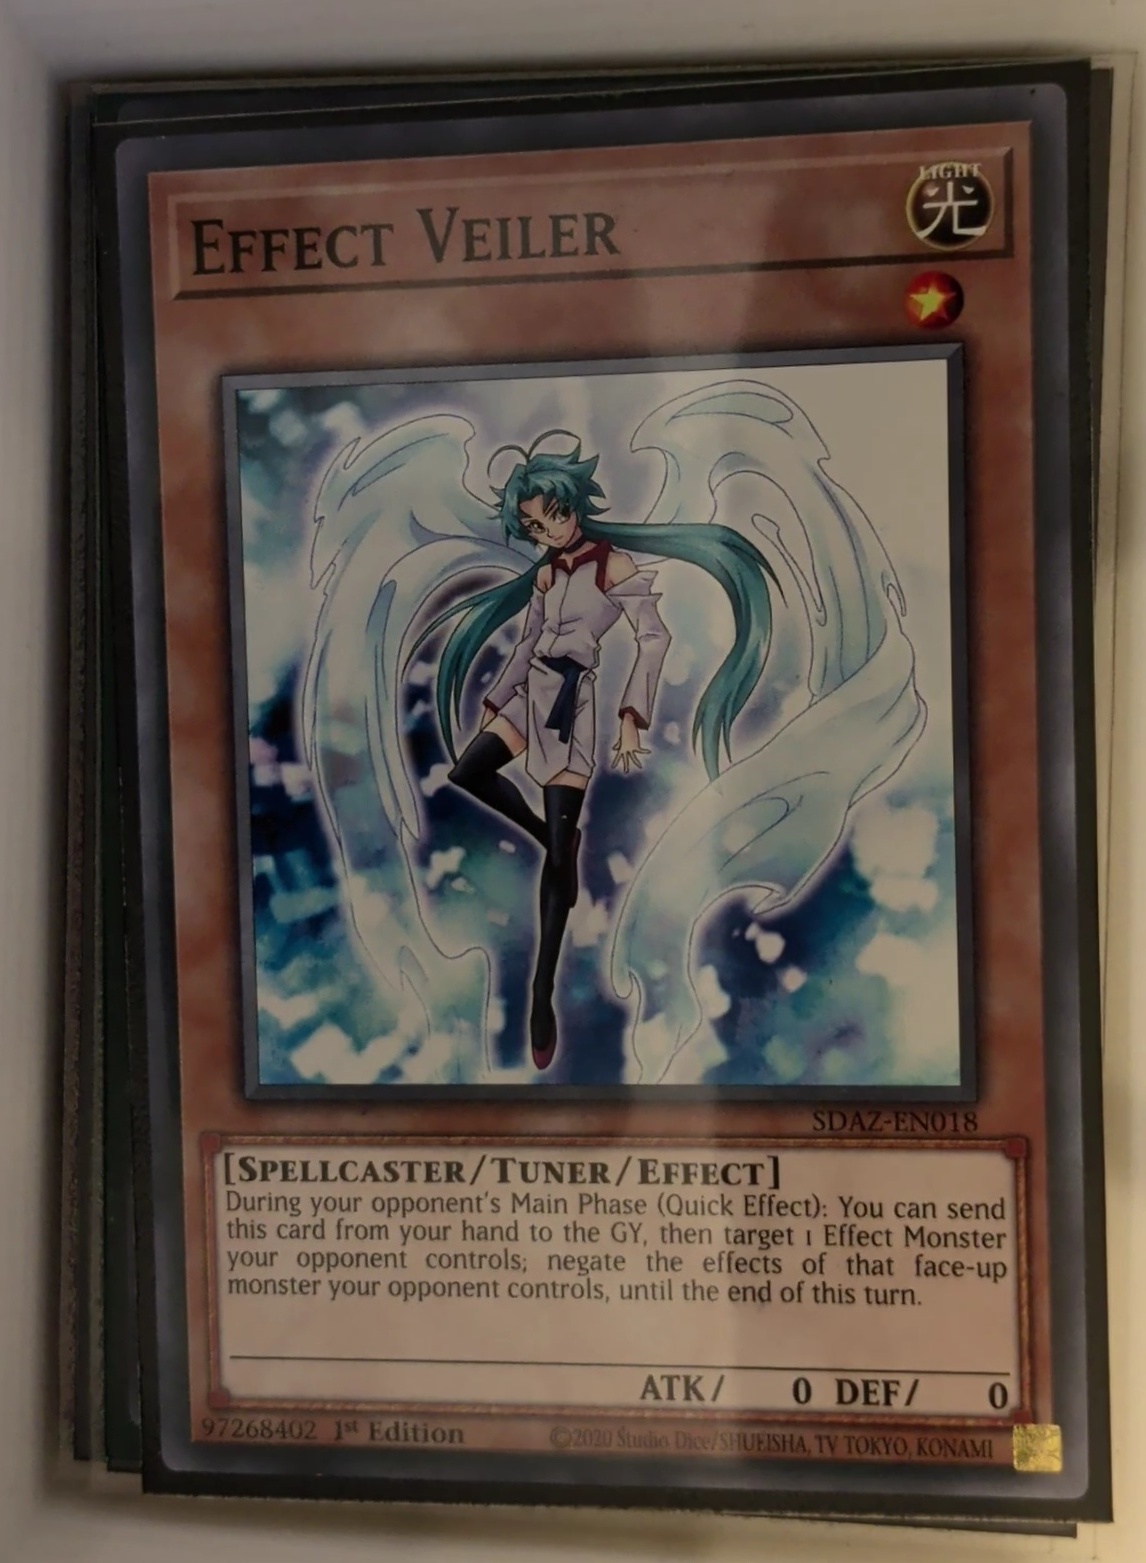 EFFECT VEILER
LIGHT
光
SDAZ-EN018
[SPELLCASTER/TUNER/EFFECT]
During your opponent's Main Phase (Quick Effect): You can send
this card from your hand to the GY, then target 1 Effect Monster
your opponent controls; negate the effects of that face-up
monster your opponent controls, until the end of this turn.
ATK/ 0 DEF/ 0
97268402 1st Edition ©2020 Studio Dice/SHUEISHA, TV TOKYO, KONAMI